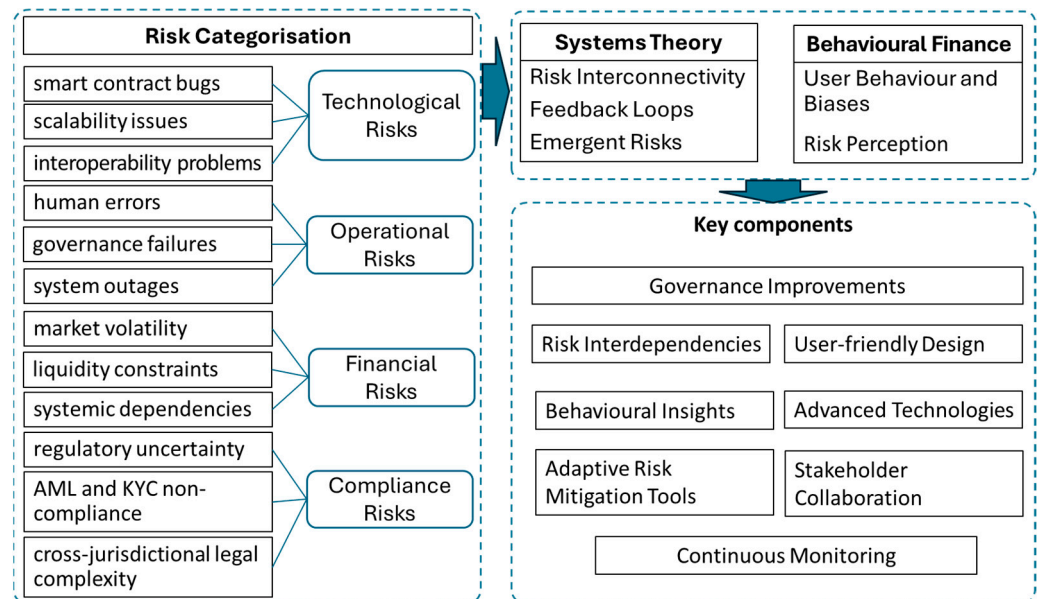 Risk Categorisation
smart contract bugs
scalability issues
interoperability problems
Technological
Risks
human errors
governance failures
system outages
Operational
Risks
market volatility
liquidity constraints
systemic dependencies
Financial
Risks
regulatory uncertainty
AML and KYC non-
compliance
cross-jurisdictional legal
complexity
Compliance
Risks
Systems Theory
Risk Interconnectivity
Feedback Loops
Emergent Risks
Behavioural Finance
User Behaviour and
Biases
Risk Perception
Key components
Governance Improvements
Risk Interdependencies
User-friendly Design
Behavioural Insights
Advanced Technologies
Adaptive Risk
Mitigation Tools
Stakeholder
Collaboration
Continuous Monitoring